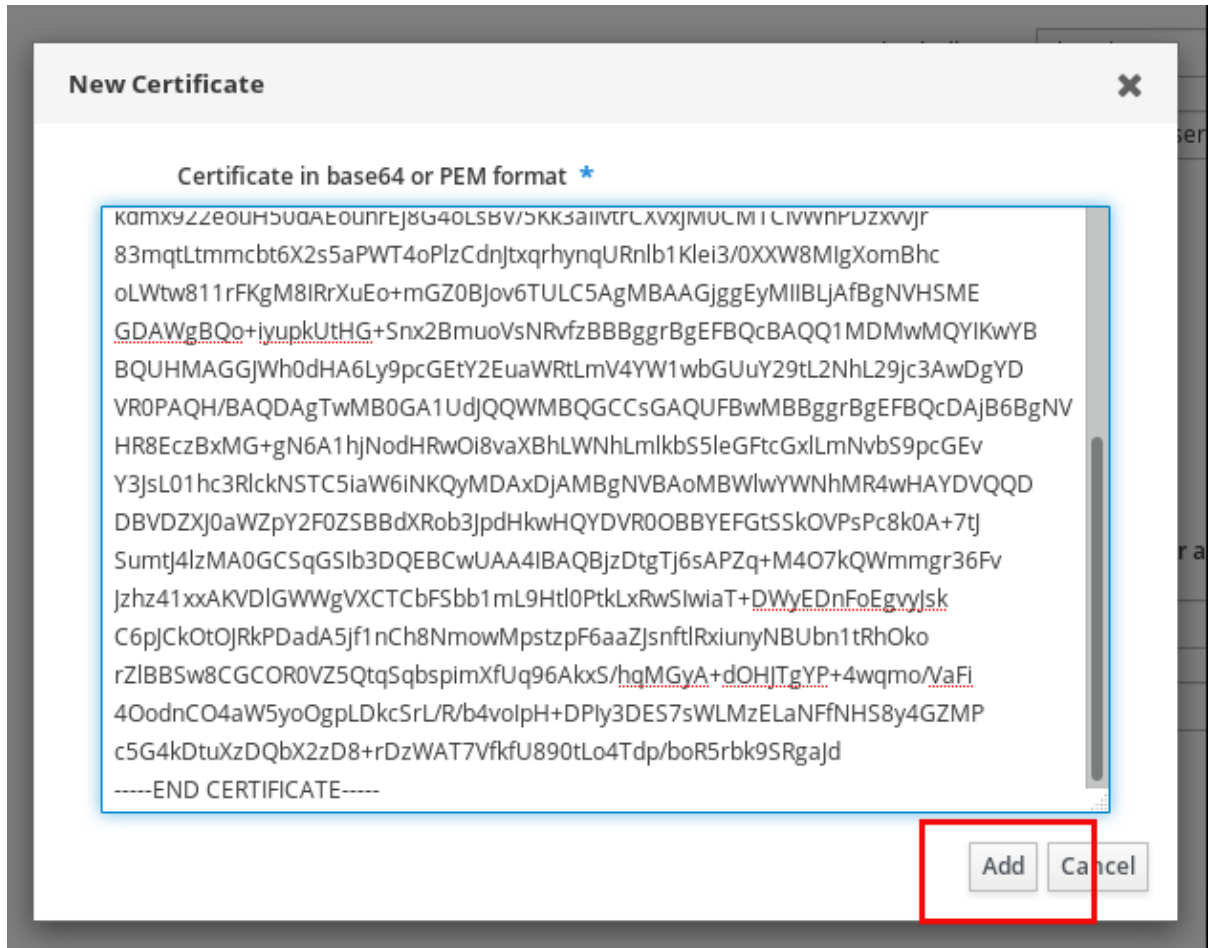 New Certificate
Certificate in base64 or PEM format *
83mqtLtmmcbt6X2s5aPWT4oPlzCdnJtxqrhynqURnlb1Klei3/0XXW8MIgXomBhc
oLWtw811rFKgM8IRrXuEo+mGZ0BJov6TULC5AgMBAAGjggEyMIIBLjAfBgNVHSME
GDAWgBQo+iyupkUtHG+Snx2BmuoVsNRvfzBBBggrBgEFBQcBAQQ1MDMwMQYIKwYB
BQUHMAGGJWh0dHA6Ly9pcGEtY2EuaWRtLmV4YW1wbGUuY29tL2NhL29jc3AwDgYD
VR0PAQH/BAQDAgTwMB0GA1UdJQQWMBQGCCsGAQUFBwMBBggrBgEFBQcDAjB6BgNV
HR8EczBxMG+gN6A1hjNodHRwOi8vaXBhLWNhLmlkbS5leGFtcGxlLmNvbS9pcGEv
Y3JsL01hc3RlckNSTC5iaW6iNKQyMDAxDjAMBgNVBAoMBWlwYWNhMR4wHAYDVQQD
DBVDZXJ0aWZpY2F0ZSBBdXRob3JpdHkwHQYDVR0OBBYEFGtSSkOVPsPc8k0A+7tJ
SumtJ4lzMA0GCSqGSIb3DQEBCwUAA4IBAQBjzDtgTj6sAPZq+M4O7kQWmmgr36Fv
Jzhz41xxAKVDlGWWgVXCTCbFSbb1mL9Htl0PtkLxRwSIwiaT+DWyEDnFoEgvyJsk
C6pJCkOtOJRkPDadA5jf1nCh8NmowMpstzpF6aaZJsnftlRxiunyNBUbn1tRhOko
rZlBBSw8CGCOR0VZ5QtqSqbspimXfUq96AkxS/hqMGyA+dOHJTgYP+4wqmo/VaFi
4OodnCO4aW5yoOgpLDkcSrL/R/b4voIpH+DPIy3DES7sWLMzELaNFfNHS8y4GZMP
c5G4kDtuXzDQbX2zD8+rDzWAT7VfkfU890tLo4Tdp/boR5rbk9SRgaJd
-----END CERTIFICATE-----
Add Cancel